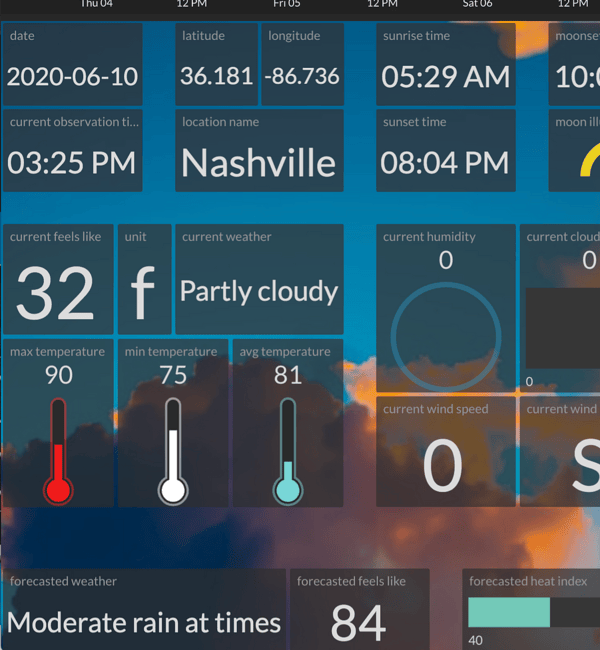 Thu 04 12 PM Fri 05 12 PM Sat 06 12 PM
date latitude longitude sunrise time moonse
2020-06-10 36.181 -86.736 05:29 AM 10:0
current observation ti... location name sunset time moon ill
03:25 PM Nashville 08:04 PM
current feels like unit current weather current humidity current cloud
32 f Partly cloudy 0 0
max temperature min temperature avg temperature
90 75 81
0
current wind speed current wind
0 S
forecasted weather forecasted feels like forecasted heat index
Moderate rain at times 84
40